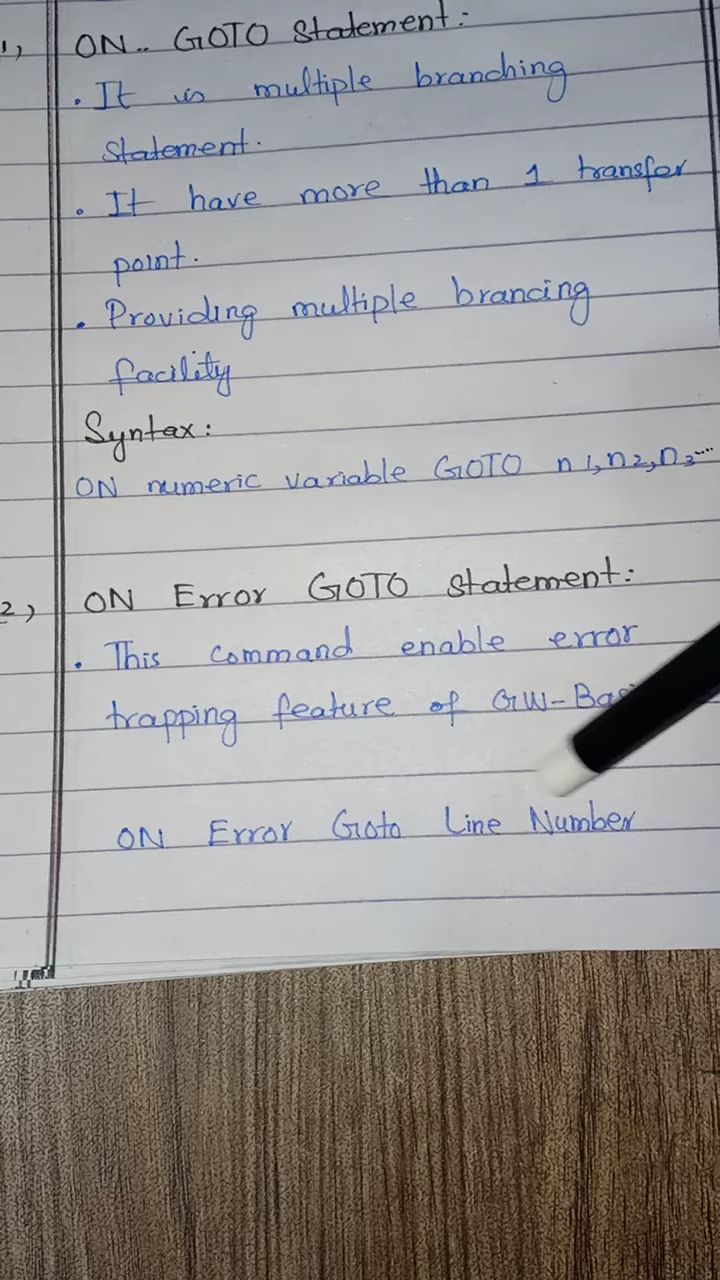 1, ON.. GOTO Statement:
. It is multiple branching
Statement.
. It have more than 1 transfer
point.
. Providing multiple brancing
facility
Syntax:
ON numeric variable GOTO n1,n2,n3....
2, ON Error GOTO Statement:
. This command enable error
trapping feature of GW-Bas
ON Error Goto Line Number